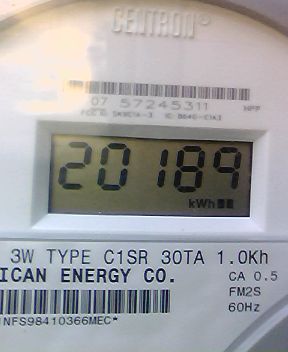 CENTRON®
07 57245311 MPP
20189
kWh
3W TYPE C1SR 30TA 1.0Kh
ICAN ENERGY CO. CA 0.5
FM2S
60Hz
NFS98410366MEC*